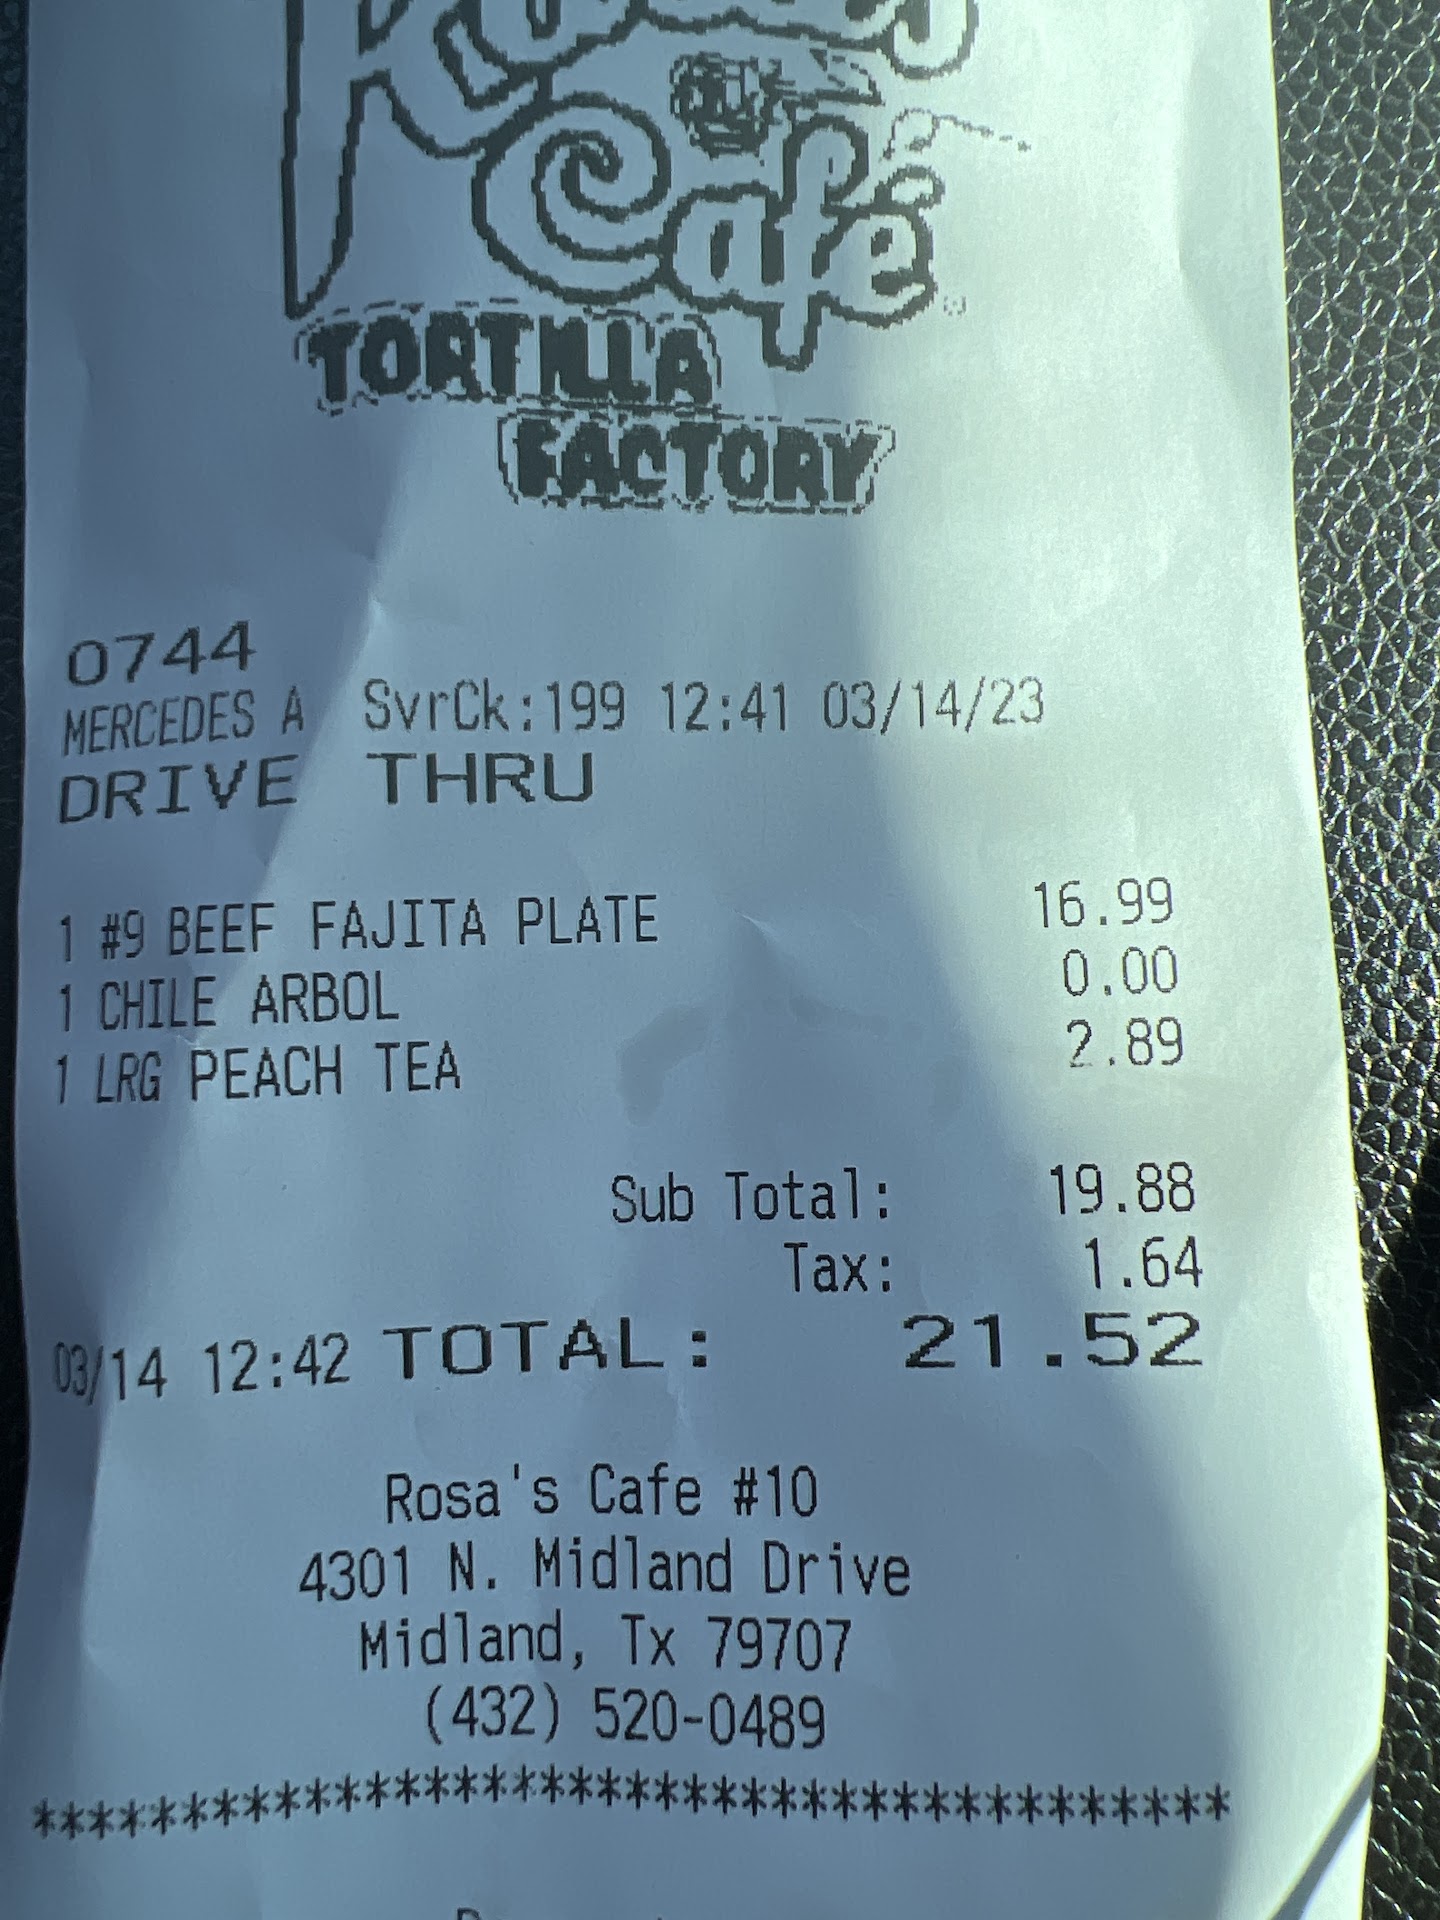 Café
TORTILLA
FACTORY
0744
MERCEDES A SvrCk:199 12:41 03/14/23
DRIVE THRU
1 #9 BEEF FAJITA PLATE 16.99
1 CHILE ARBOL 0.00
1 LRG PEACH TEA 2.89
Sub Total: 19.88
Tax: 1.64
03/14 12:42 TOTAL: 21.52
Rosa's Cafe #10
4301 N. Midland Drive
Midland, Tx 79707
(432) 520-0489
*****************************************